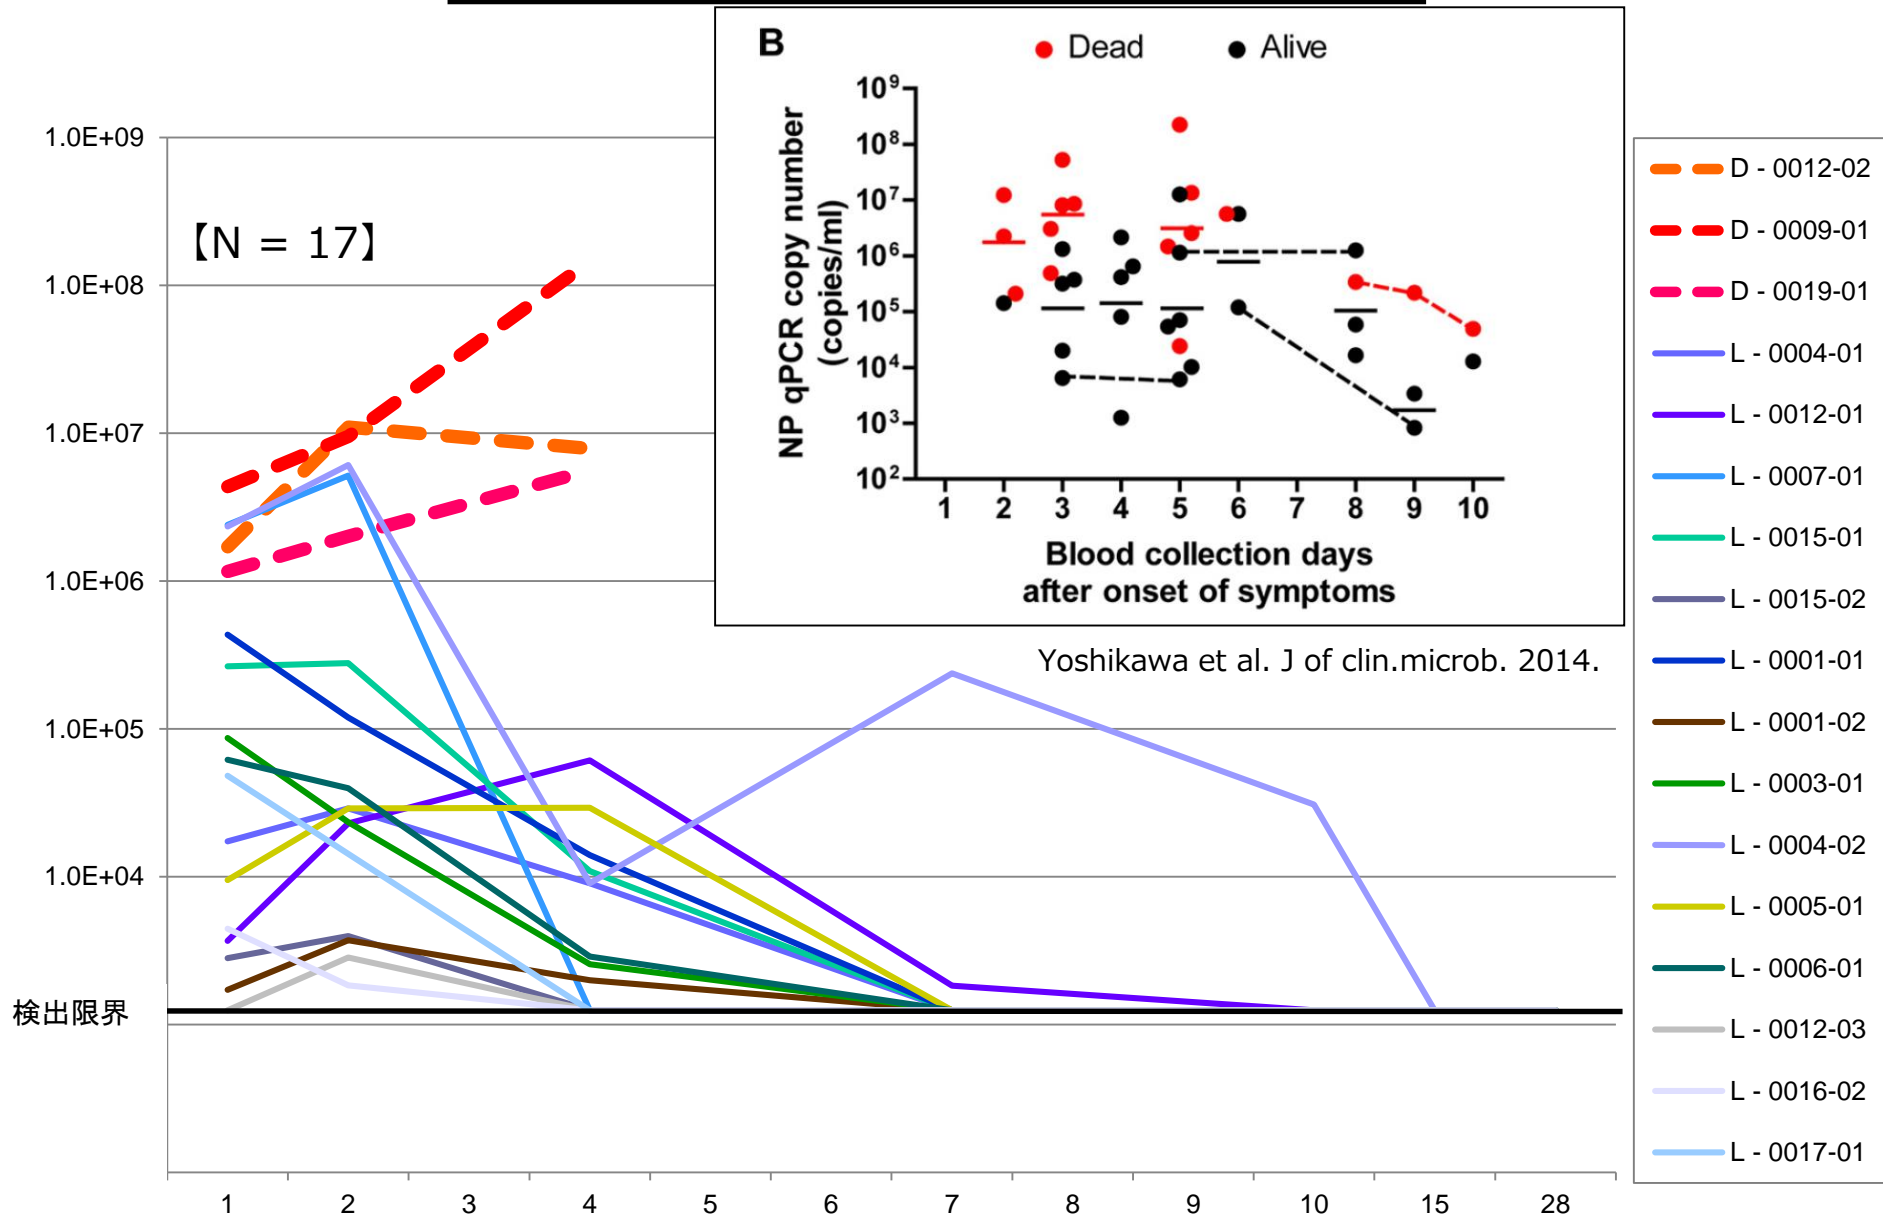 B
Dead
Alive
NP qPCR copy number
(copies/ml)
10⁹
10⁸
10⁷
10⁶
10⁵
10⁴
10³
10²
1 2 3 4 5 6 7 8 9 10
Blood collection days
after onset of symptoms
Yoshikawa et al. J of clin.microb. 2014.
【N = 17】
1.0E+09
1.0E+08
1.0E+07
1.0E+06
1.0E+05
1.0E+04
検出限界
1 2 3 4 5 6 7 8 9 10 15 28
D - 0012-02
D - 0009-01
D - 0019-01
L - 0004-01
L - 0012-01
L - 0007-01
L - 0015-01
L - 0015-02
L - 0001-01
L - 0001-02
L - 0003-01
L - 0004-02
L - 0005-01
L - 0006-01
L - 0012-03
L - 0016-02
L - 0017-01